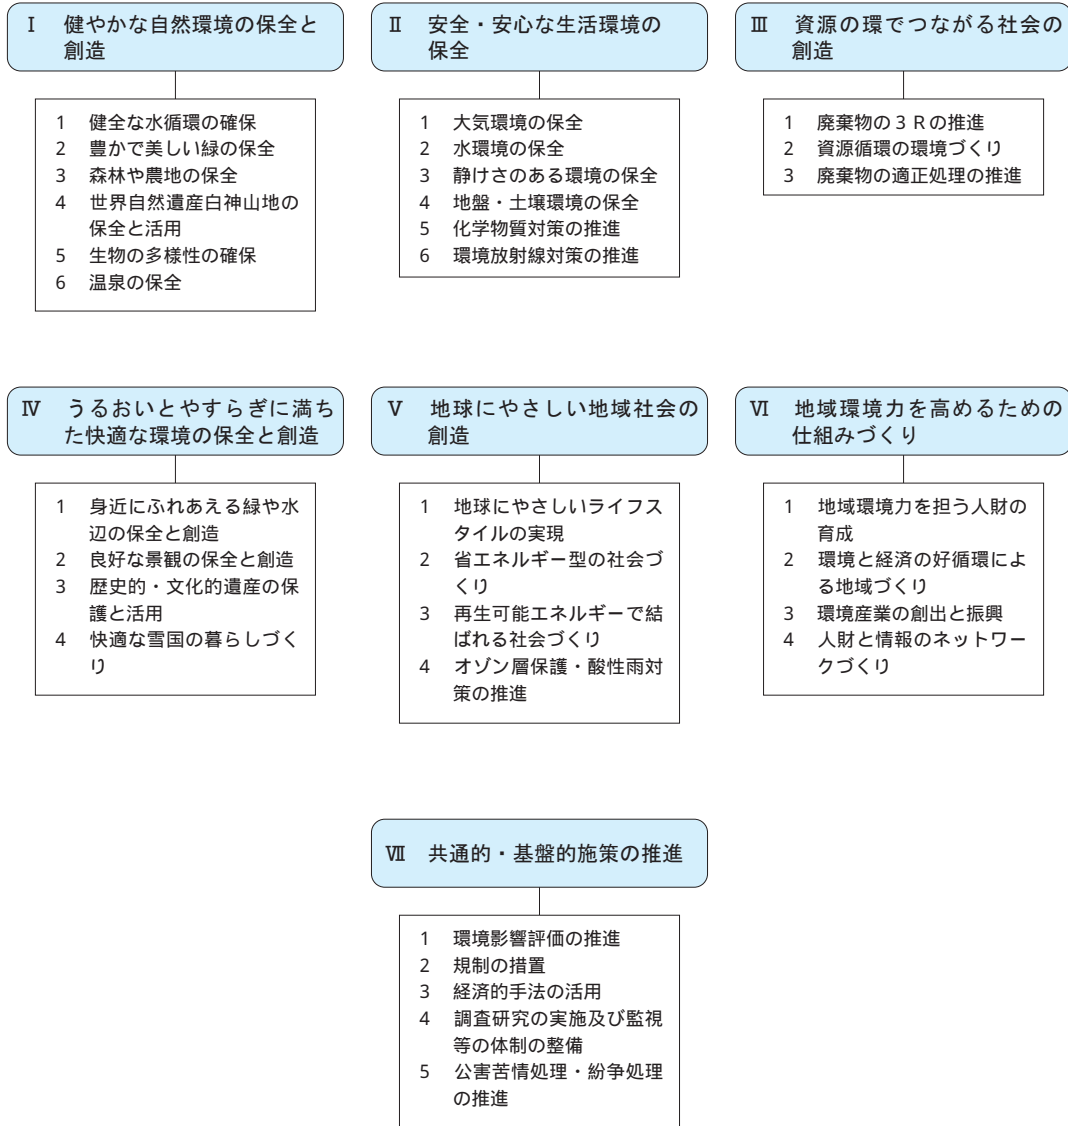 Ⅰ 健やかな自然環境の保全と
創造
1 健全な水循環の確保
2 豊かで美しい緑の保全
3 森林や農地の保全
4 世界自然遺産白神山地の
保全と活用
5 生物の多様性の確保
6 温泉の保全
Ⅱ 安全・安心な生活環境の
保全
1 大気環境の保全
2 水環境の保全
3 静けさのある環境の保全
4 地盤・土壌環境の保全
5 化学物質対策の推進
6 環境放射線対策の推進
Ⅲ 資源の環でつながる社会の
創造
1 廃棄物の3Rの推進
2 資源循環の環境づくり
3 廃棄物の適正処理の推進
Ⅳ うるおいとやすらぎに満ち
た快適な環境の保全と創造
1 身近にふれあえる緑や水
辺の保全と創造
2 良好な景観の保全と創造
3 歴史的・文化的遺産の保
護と活用
4 快適な雪国の暮らしづく
り
Ⅴ 地球にやさしい地域社会の
創造
1 地球にやさしいライフス
タイルの実現
2 省エネルギー型の社会づ
くり
3 再生可能エネルギーで結
ばれる社会づくり
4 オゾン層保護・酸性雨対
策の推進
Ⅵ 地域環境力を高めるための
仕組みづくり
1 地域環境力を担う人財の
育成
2 環境と経済の好循環によ
る地域づくり
3 環境産業の創出と振興
4 人財と情報のネットワー
クづくり
Ⅶ 共通的・基盤的施策の推進
1 環境影響評価の推進
2 規制の措置
3 経済的手法の活用
4 調査研究の実施及び監視
等の体制の整備
5 公害苦情処理・紛争処理
の推進